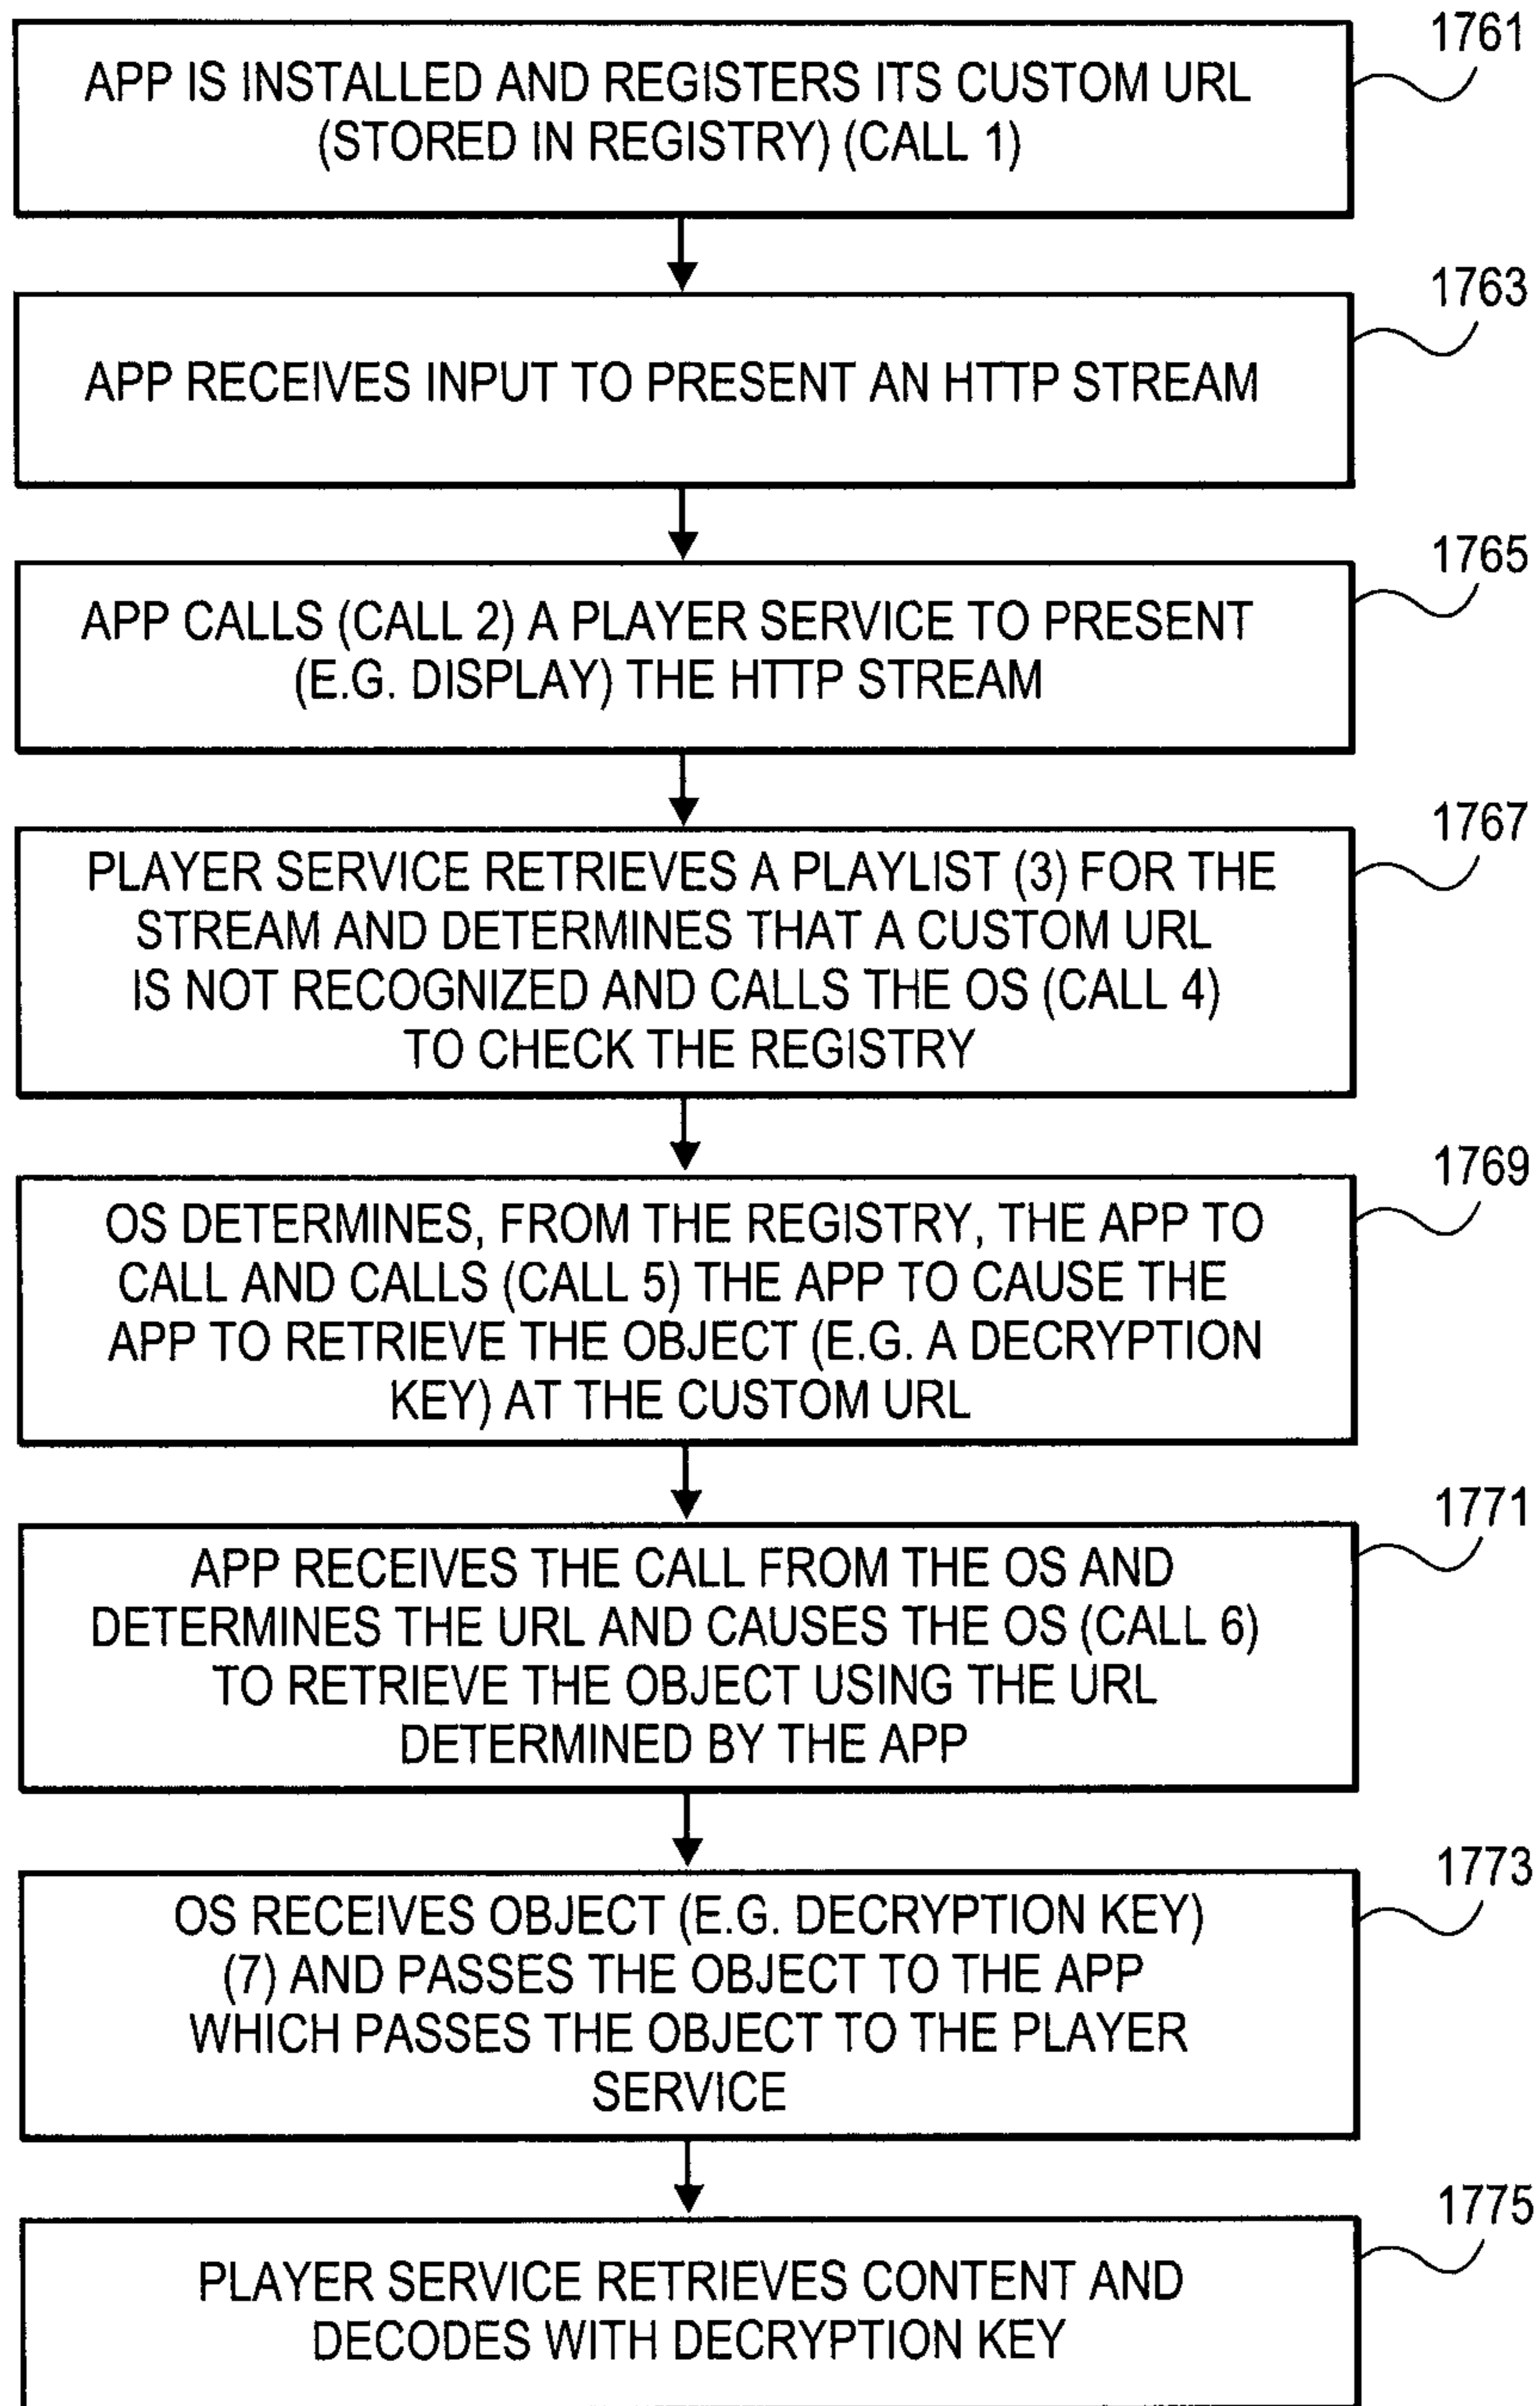 1761
APP IS INSTALLED AND REGISTERS ITS CUSTOM URL
(STORED IN REGISTRY) (CALL 1)
1763
APP RECEIVES INPUT TO PRESENT AN HTTP STREAM
1765
APP CALLS (CALL 2) A PLAYER SERVICE TO PRESENT
(E.G. DISPLAY) THE HTTP STREAM
1767
PLAYER SERVICE RETRIEVES A PLAYLIST (3) FOR THE
STREAM AND DETERMINES THAT A CUSTOM URL
IS NOT RECOGNIZED AND CALLS THE OS (CALL 4)
TO CHECK THE REGISTRY
1769
OS DETERMINES, FROM THE REGISTRY, THE APP TO
CALL AND CALLS (CALL 5) THE APP TO CAUSE THE
APP TO RETRIEVE THE OBJECT (E.G. A DECRYPTION
KEY) AT THE CUSTOM URL
1771
APP RECEIVES THE CALL FROM THE OS AND
DETERMINES THE URL AND CAUSES THE OS (CALL 6)
TO RETRIEVE THE OBJECT USING THE URL
DETERMINED BY THE APP
1773
OS RECEIVES OBJECT (E.G. DECRYPTION KEY)
(7) AND PASSES THE OBJECT TO THE APP
WHICH PASSES THE OBJECT TO THE PLAYER
SERVICE
1775
PLAYER SERVICE RETRIEVES CONTENT AND
DECODES WITH DECRYPTION KEY